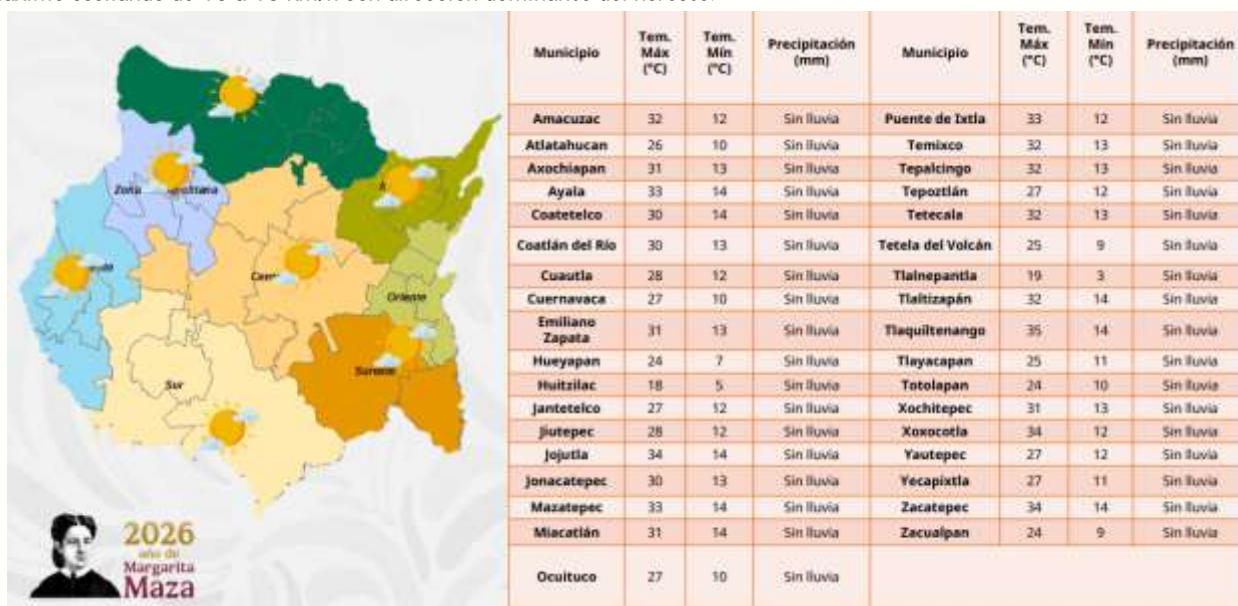 Zona
Cent
Oriente
Sur
Sureste
2026
año de
Margarita
Maza
Municipio Tem. Máx (°C) Tem. Mín (°C) Precipitación (mm) Municipio Tem. Máx (°C) Tem. Mín (°C) Precipitación (mm)
Amacuzac 32 12 Sin lluvia Puente de Ixtla 33 12 Sin lluvia
Atlatahucan 26 10 Sin lluvia Temixco 32 13 Sin lluvia
Axochiapan 31 13 Sin lluvia Tepalcingo 32 13 Sin lluvia
Ayala 33 14 Sin lluvia Tepoztlán 27 12 Sin lluvia
Coatetelco 30 14 Sin lluvia Tetecala 32 13 Sin lluvia
Coatlán del Río 30 13 Sin lluvia Tetela del Volcán 25 9 Sin lluvia
Cuautla 28 12 Sin lluvia Tlalnepantla 19 3 Sin lluvia
Cuernavaca 27 10 Sin lluvia Tlaltizapán 32 14 Sin lluvia
Emiliano Zapata 31 13 Sin lluvia Tlaquiltenango 35 14 Sin lluvia
Hueyapan 24 7 Sin lluvia Tlayacapan 25 11 Sin lluvia
Huitzilac 18 5 Sin lluvia Totolapan 24 10 Sin lluvia
Jantetelco 27 12 Sin lluvia Xochitepec 31 13 Sin lluvia
Jiutepec 28 12 Sin lluvia Xoxocotla 34 12 Sin lluvia
Jojutla 34 14 Sin lluvia Yautepec 27 12 Sin lluvia
Jonacatepec 30 13 Sin lluvia Yecapixtla 27 11 Sin lluvia
Mazatepec 33 14 Sin lluvia Zacatepec 34 14 Sin lluvia
Miacatlán 31 14 Sin lluvia Zacualpan 24 9 Sin lluvia
Ocuituco 27 10 Sin lluvia